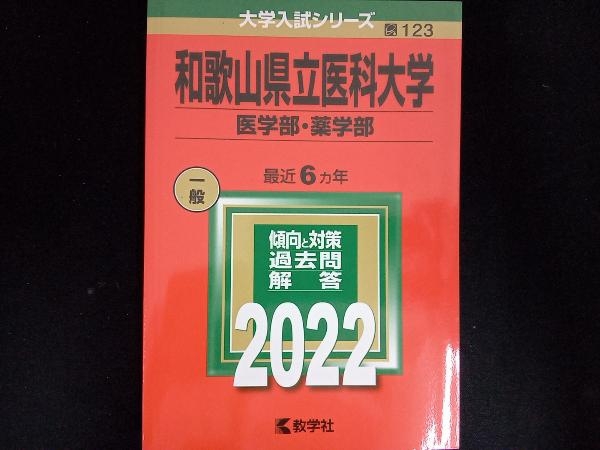 大学入試シリーズ
123
和歌山県立医科大学
医学部・薬学部
最近6カ年
一般
傾向と対策
過去問
解答
2022
教学社